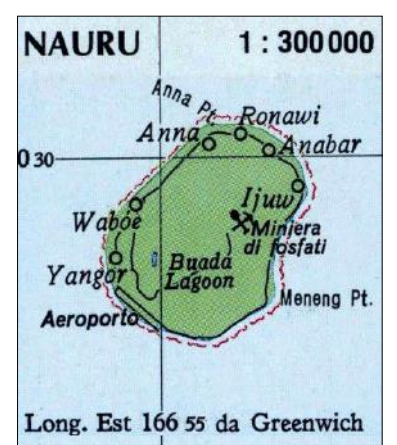 NAURU 1 : 300 000
Anna Pt.
Ronawi
Anna
Anabar
0 30
Ijuw
Waboe
Minjera
di fosfati
Yangor
Buada
Lagoon
Meneng Pt.
Aeroporto
Long. Est 166 55 da Greenwich